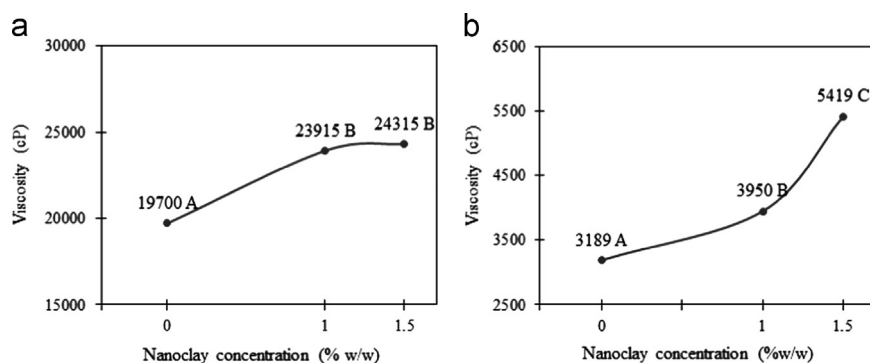 a
30000
25000
20000
15000
Viscosity (cP)
19700 A
23915 B
24315 B
0
1
1.5
Nanoclay concentration (% w/w)
b
6500
5500
4500
3500
2500
Viscosity (cP)
3189 A
3950 B
5419 C
0
1
1.5
Nanoclay concentration (%w/w)